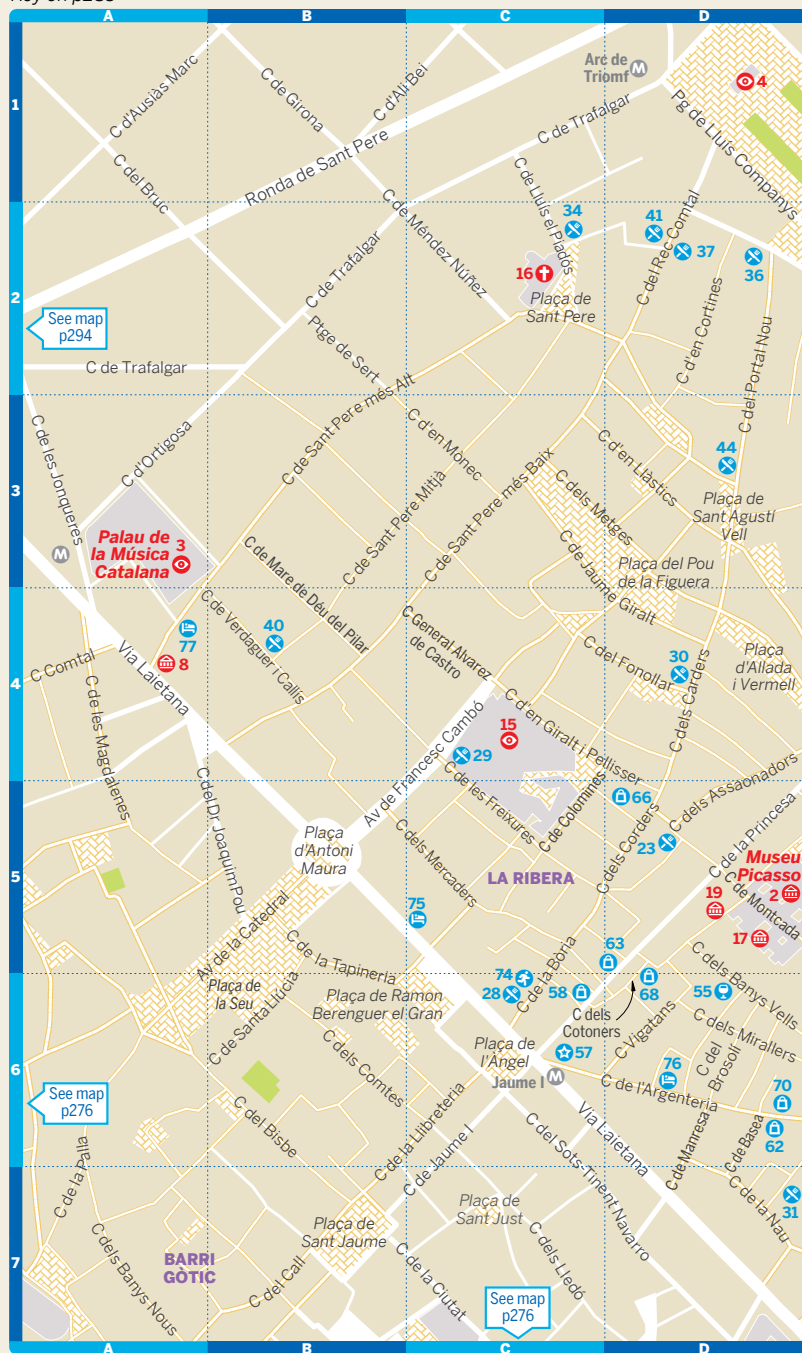 A
B
C
D
1
Arc de
Triomf
M
4
C d'Ausiàs Marc
C de Girona
C d'Alí Bei
C de Trafalgar
Pg de Lluís Companys
C del Bruc
Ronda de Sant Pere
C de Méndez Núñez
C de Lluís el Piadós
34
41
37
36
C del Rec Comtal
2
16
Plaça de
Sant Pere
C de Trafalgar
See map
p294
Ptge de Sert
C d'en Cortines
C del Portal Nou
C de Trafalgar
C de Sant Pere més Alt
3
C de les Jonqueres
C d'Ortigosa
C d'en Mònec
C de Sant Pere més Baix
C d'en Llàstics
44
C dels Metges
Plaça de
Sant Agustí
Vell
C de Sant Pere Mitjà
M
Palau de
la Música
Catalana
3
C de Mare de Déu del Pilar
C de Jaume Giralt
Plaça del Pou
de la Figuera
4
77
8
C de Verdaguer i Callís
40
C General Alvarez
de Castro
C del Fonollar
30
Plaça
d'Allada
i Vermell
C Comtal
Via Laietana
C de les Magdalenes
Av de Francesc Cambó
15
29
C d'en Giralt i Pellisser
C dels Carders
5
C del Dr Joaquim Pou
C de les Freixures
C de Colomines
66
C dels Assaonadors
Plaça
d'Antoni
Maura
C dels Mercaders
C dels Corders
23
C de la Princesa
Museu
Picasso
2
LA RIBERA
C de Montcada
19
17
75
Av de la Catedral
63
C de la Tapineria
C de la Bòria
6
Plaça de
la Seu
74
28
58
C dels
Cotoners
68
55
C dels Banys Vells
C de Santa Llúcia
Plaça de Ramon
Berenguer el Gran
C Vigatans
C dels Mirallers
Plaça de
l'Àngel
57
Jaume I
M
C del
Brosolí
76
70
C de l'Argenteria
62
See map
p276
C dels Comtes
C del Bisbe
C de la Llibreteria
C de Jaume I
Via Laietana
C de Manresa
C de Basea
7
C de la Palla
C del Sots-Tinent Navarro
C de la Nau
31
Plaça de
Sant Jaume
Plaça de
Sant Just
BARRI
GÒTIC
C dels Banys Nous
C del Call
C de la Ciutat
C dels Lledó
See map
p276
A
B
C
D